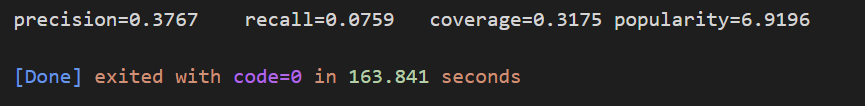 precision=0.3767    recall=0.0759   coverage=0.3175 popularity=6.9196
[Done] exited with code=0 in 163.841 seconds